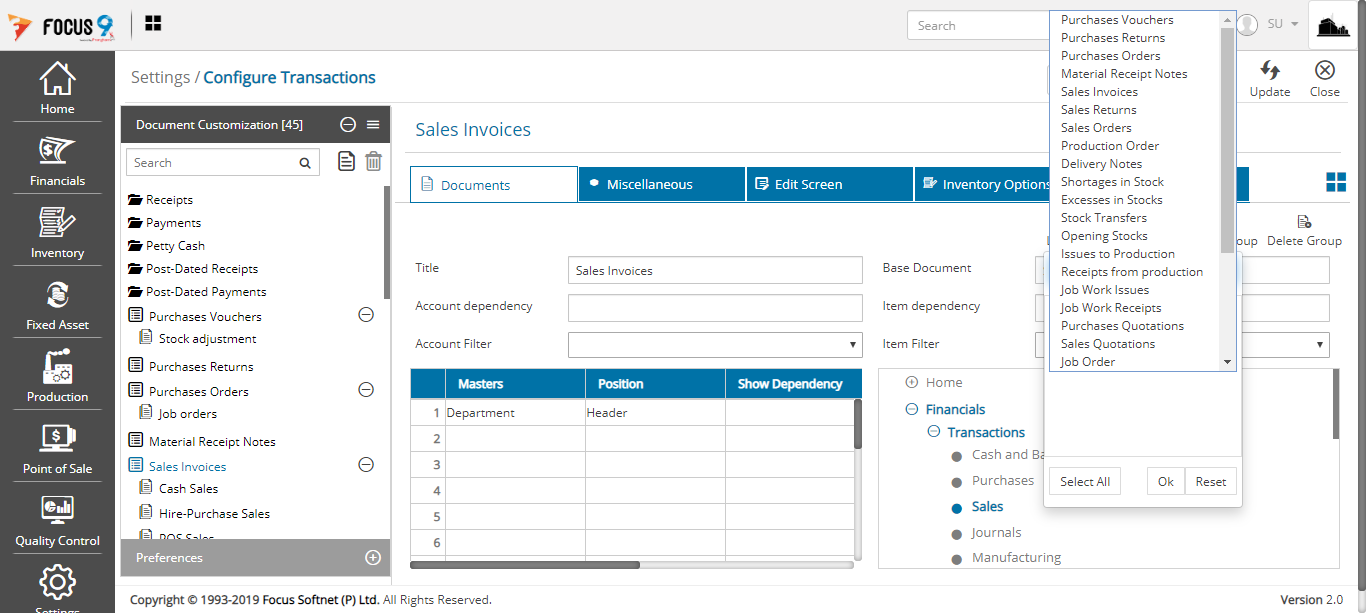 FOCUS 9
Search
SU
Settings / Configure Transactions
Update
Close
Home
Financials
Inventory
Fixed Asset
Production
Point of Sale
Quality Control
Settings
Document Customization [45]
Search
Receipts
Payments
Petty Cash
Post-Dated Receipts
Post-Dated Payments
Purchases Vouchers
Stock adjustment
Purchases Returns
Purchases Orders
Job orders
Material Receipt Notes
Sales Invoices
Cash Sales
Hire-Purchase Sales
POS Sales
Preferences
Sales Invoices
Documents
Miscellaneous
Edit Screen
Inventory Options
Delete Group
Title
Sales Invoices
Base Document
Account dependency
Item dependency
Account Filter
Item Filter
Masters Position Show Dependency
1 Department Header
2
3
4
5
6
Home
Financials
Transactions
Cash and Ba
Purchases
Sales
Journals
Manufacturing
Purchases Vouchers
Purchases Returns
Purchases Orders
Material Receipt Notes
Sales Invoices
Sales Returns
Sales Orders
Production Order
Delivery Notes
Shortages in Stock
Excesses in Stocks
Stock Transfers
Opening Stocks
Issues to Production
Receipts from production
Job Work Issues
Job Work Receipts
Purchases Quotations
Sales Quotations
Job Order
Select All
Ok
Reset
Copyright © 1993-2019 Focus Softnet (P) Ltd. All Rights Reserved.
Version 2.0